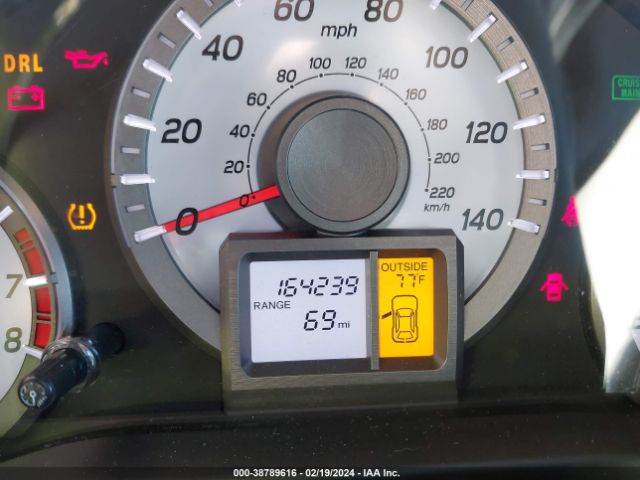 DRL
CRUISE
MAIN
0 20 40 60 80 100 120 140
mph
0 20 40 60 80 100 120 140 160 180 200 220
km/h
7
8
164239
RANGE
69 mi
OUTSIDE
77°F
000-38789616 - 02/19/2024 - IAA Inc.